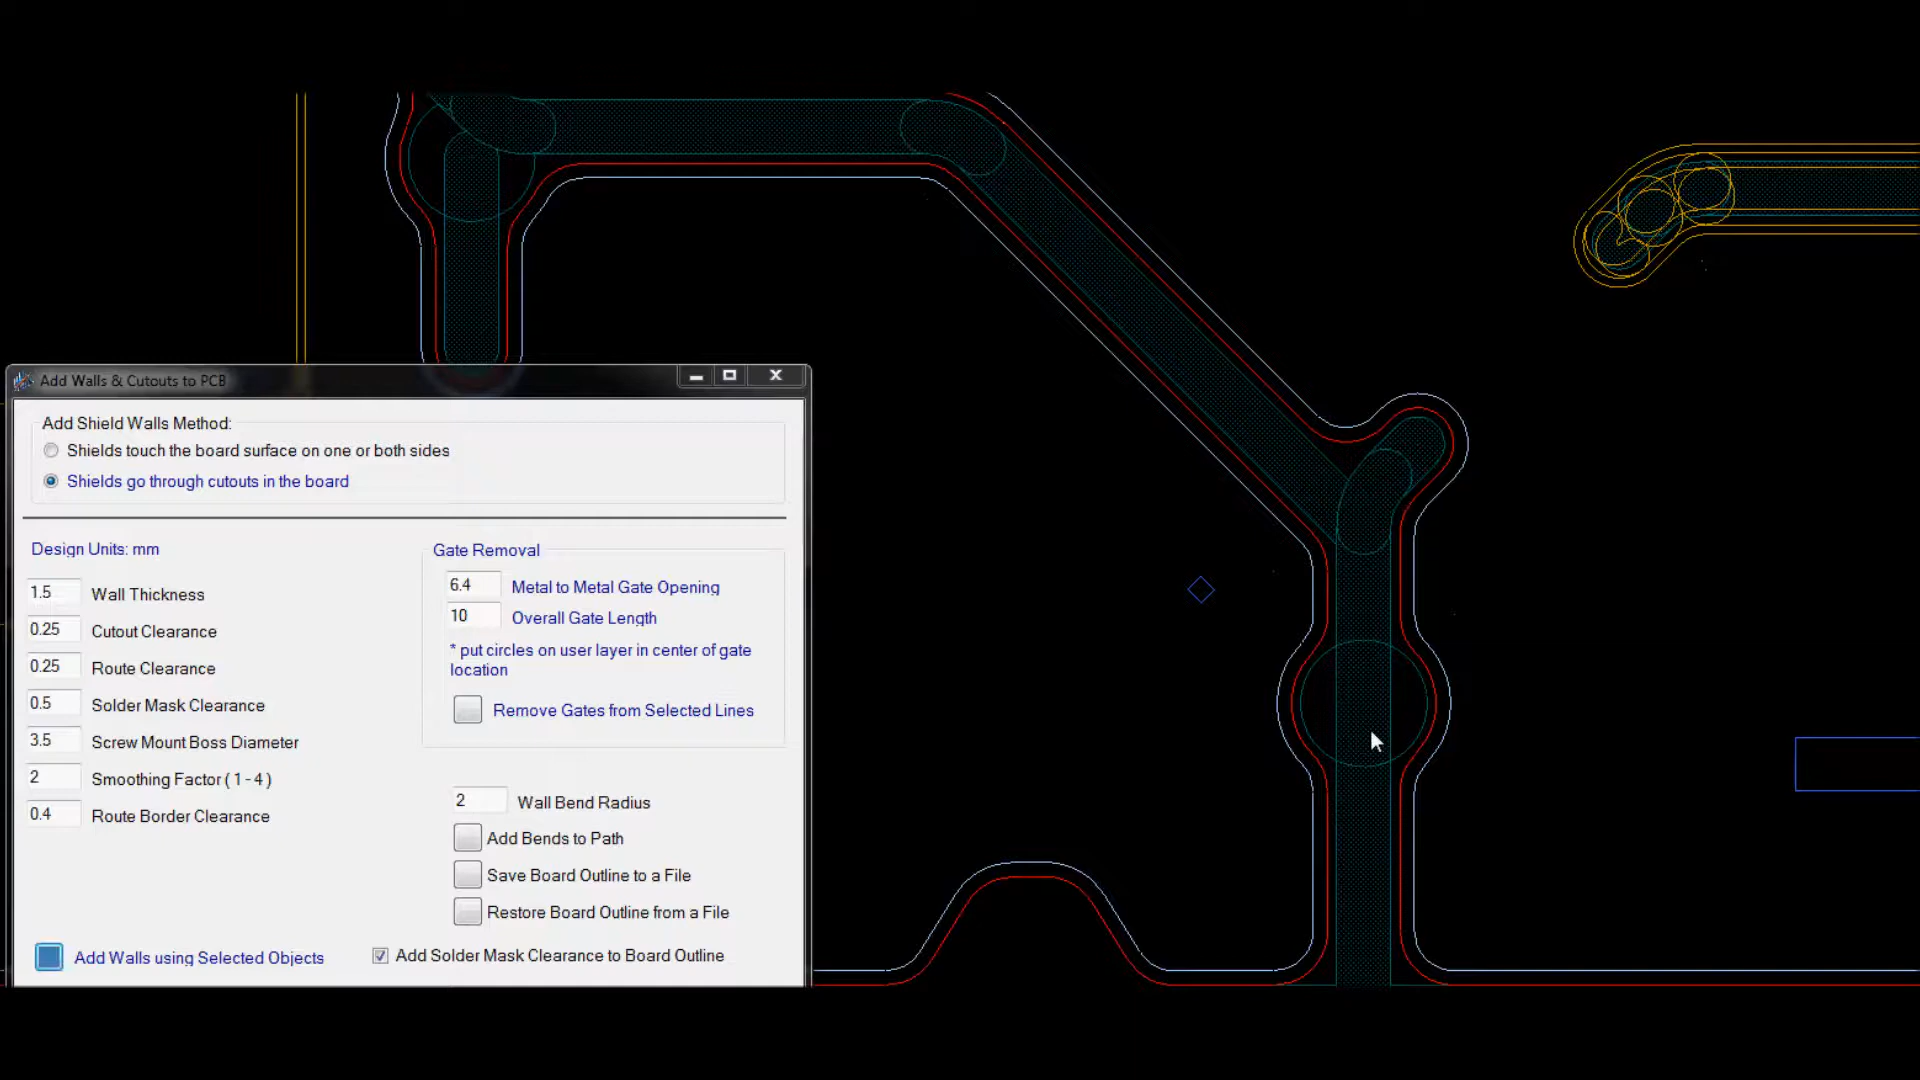 Add Walls & Cutouts to PCB
Add Shield Walls Method:
Shields touch the board surface on one or both sides
Shields go through cutouts in the board
Design Units: mm
1.5 Wall Thickness
0.25 Cutout Clearance
0.25 Route Clearance
0.5 Solder Mask Clearance
3.5 Screw Mount Boss Diameter
2 Smoothing Factor ( 1 - 4 )
0.4 Route Border Clearance
Gate Removal
6.4 Metal to Metal Gate Opening
10 Overall Gate Length
* put circles on user layer in center of gate
location
Remove Gates from Selected Lines
2 Wall Bend Radius
Add Bends to Path
Save Board Outline to a File
Restore Board Outline from a File
Add Walls using Selected Objects
Add Solder Mask Clearance to Board Outline